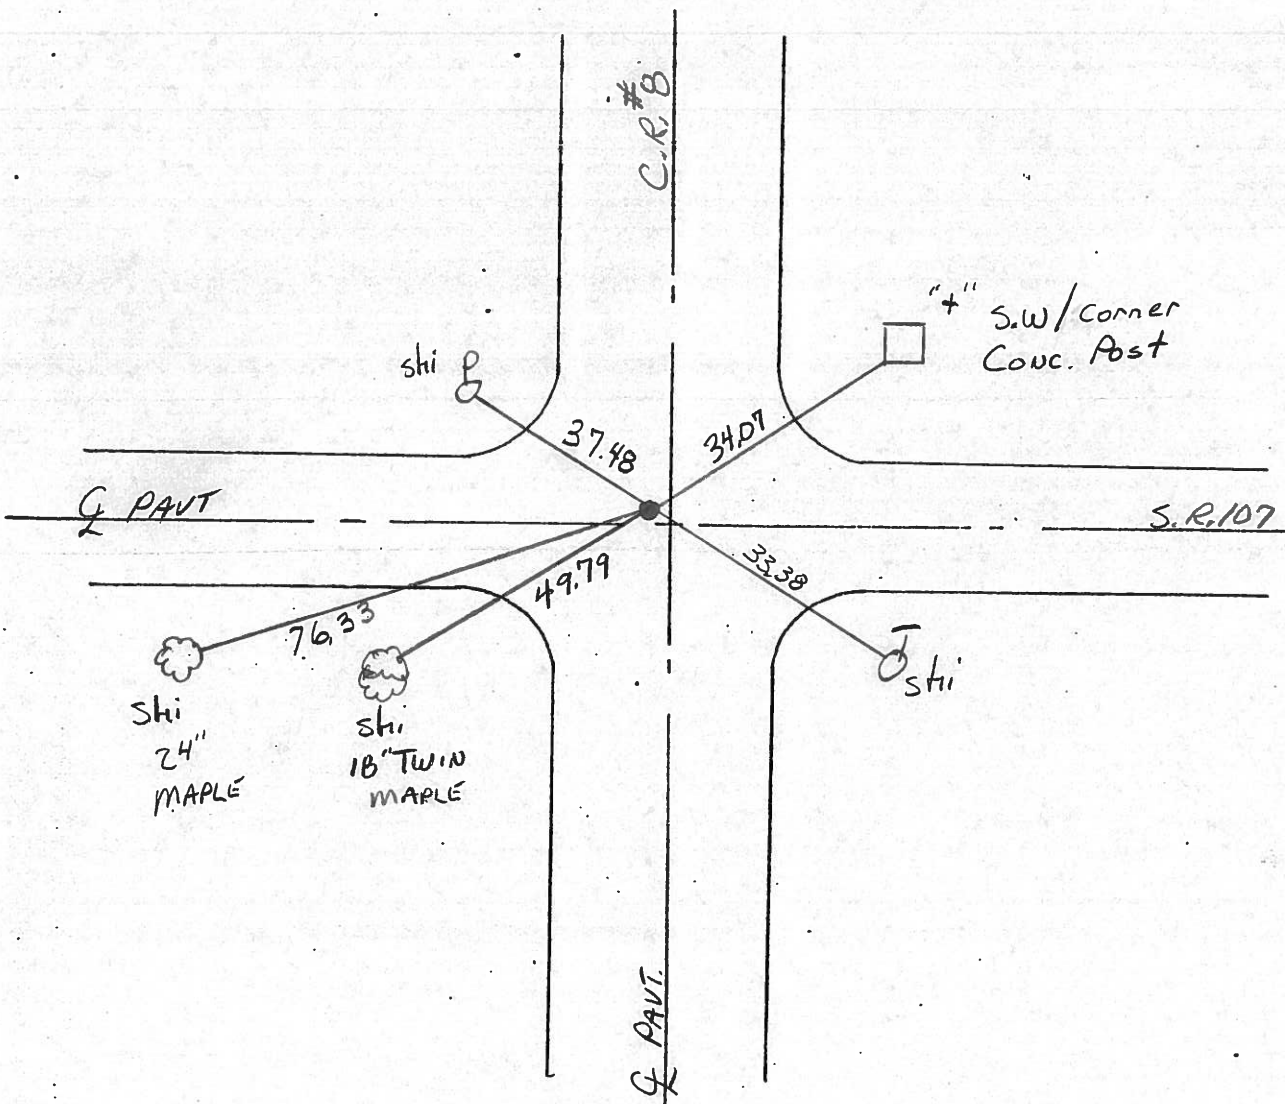 C.R. #8
"+" S.W/Corner
Conc. Post
shi P
37.48
34.07
℄ PAVT
S.R. 107
33.38
49.79
76.33
T
shi
shi
24"
MAPLE
shi
18" TWIN
MAPLE
℄ PAVT.